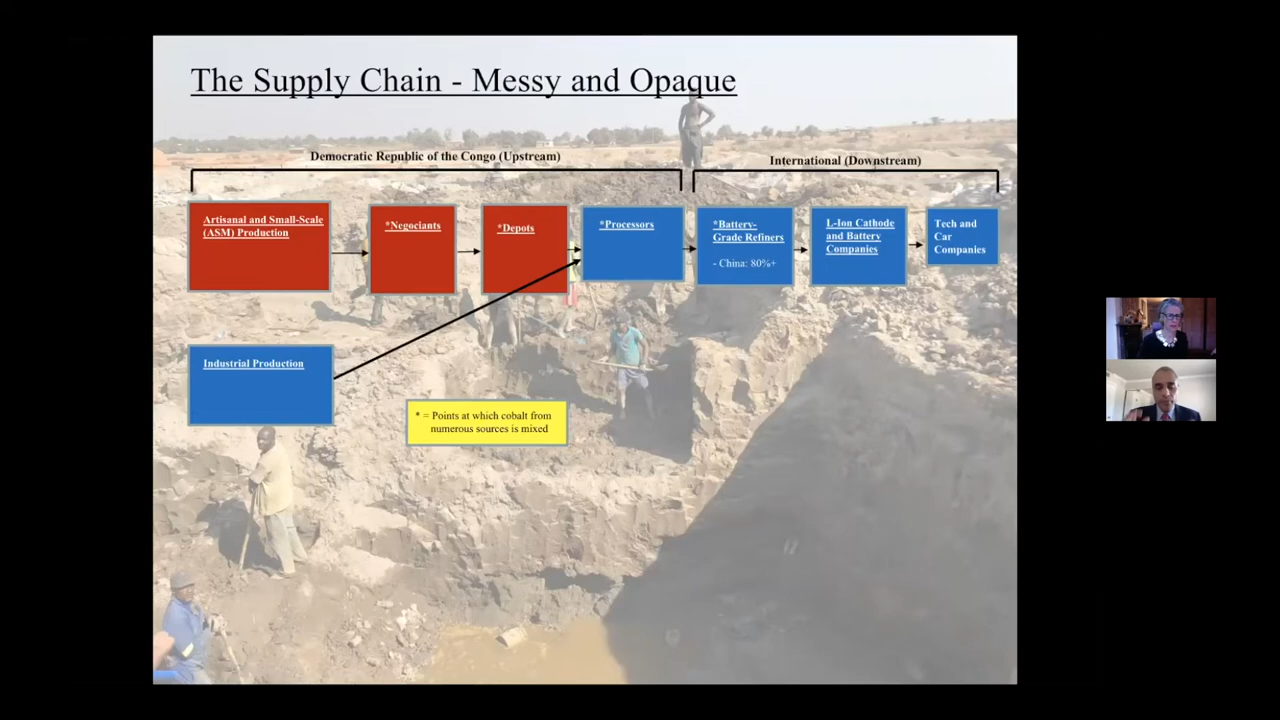 The Supply Chain - Messy and Opaque
Democratic Republic of the Congo (Upstream)
International (Downstream)
Artisanal and Small-Scale
(ASM) Production
*Negociants
*Depots
*Processors
*Battery-
Grade Refiners
- China: 80%+
L-Ion Cathode
and Battery
Companies
Tech and
Car
Companies
Industrial Production
* = Points at which cobalt from
numerous sources is mixed